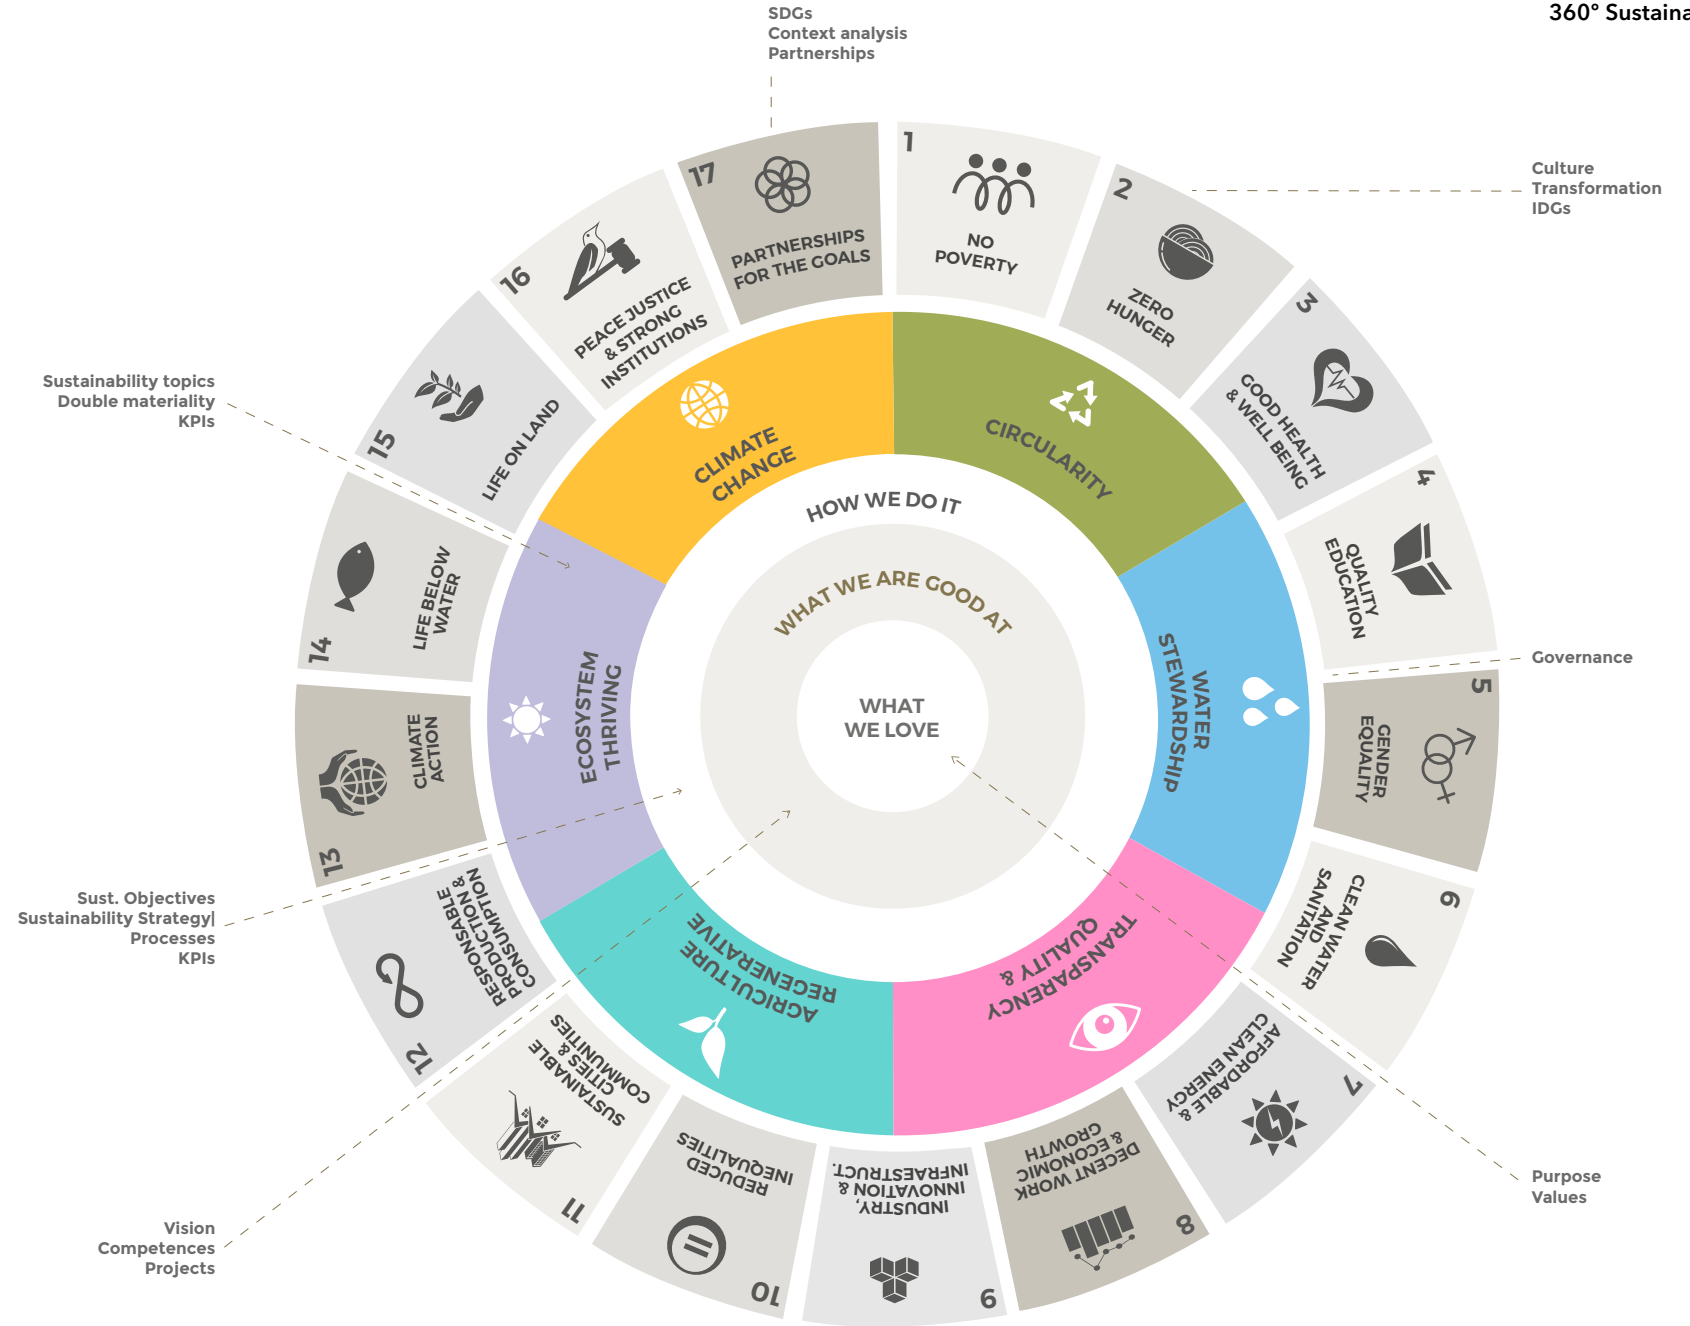 360° Sustaina
SDGs
Context analysis
Partnerships
Culture
Transformation
IDGs
Governance
Purpose
Values
Vision
Competences
Projects
Sust. Objectives
Sustainability Strategy|
Processes
KPIs
Sustainability topics
Double materiality
KPIs
1
NO
POVERTY
2
ZERO
HUNGER
3
GOOD HEALTH
& WELL BEING
4
QUALITY
EDUCATION
5
GENDER
EQUALITY
6
CLEAN WATER
AND
SANITATION
7
AFFORDABLE &
CLEAN ENERGY
8
DECENT WORK
& ECONOMIC
GROWTH
9
INDUSTRY,
INNOVATION &
INFRAESTRUCT.
10
REDUCED
INEQUALITIES
11
SUSTAINABLE
CITIES &
COMMUNITIES
12
RESPONSABLE
PRODUCTION &
CONSUMPTION
13
CLIMATE
ACTION
14
LIFE BELOW
WATER
15
LIFE ON LAND
16
PEACE JUSTICE
& STRONG
INSTITUTIONS
17
PARTNERSHIPS
FOR THE GOALS
CIRCULARITY
WATER
STEWARDSHIP
QUALITY &
TRANSPARENCY
REGENERATIVE
AGRICULTURE
ECOSYSTEM
THRIVING
CLIMATE
CHANGE
HOW WE DO IT
WHAT WE ARE GOOD AT
WHAT
WE LOVE